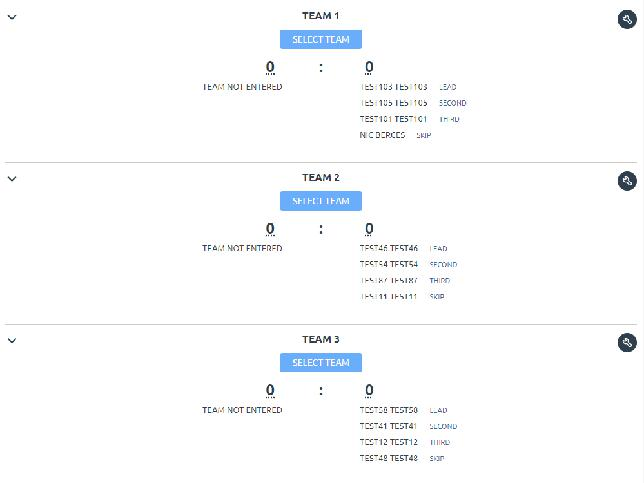 TEAM 1
SELECT TEAM
0 : 0
TEAM NOT ENTERED
TEST103 TEST103 LEAD
TEST105 TEST105 SECOND
TEST101 TEST101 THIRD
NIC BERCES SKIP
TEAM 2
SELECT TEAM
0 : 0
TEAM NOT ENTERED
TEST46 TEST46 LEAD
TEST54 TEST54 SECOND
TEST87 TEST87 THIRD
TEST11 TEST11 SKIP
TEAM 3
SELECT TEAM
0 : 0
TEAM NOT ENTERED
TEST58 TEST58 LEAD
TEST41 TEST41 SECOND
TEST12 TEST12 THIRD
TEST48 TEST48 SKIP